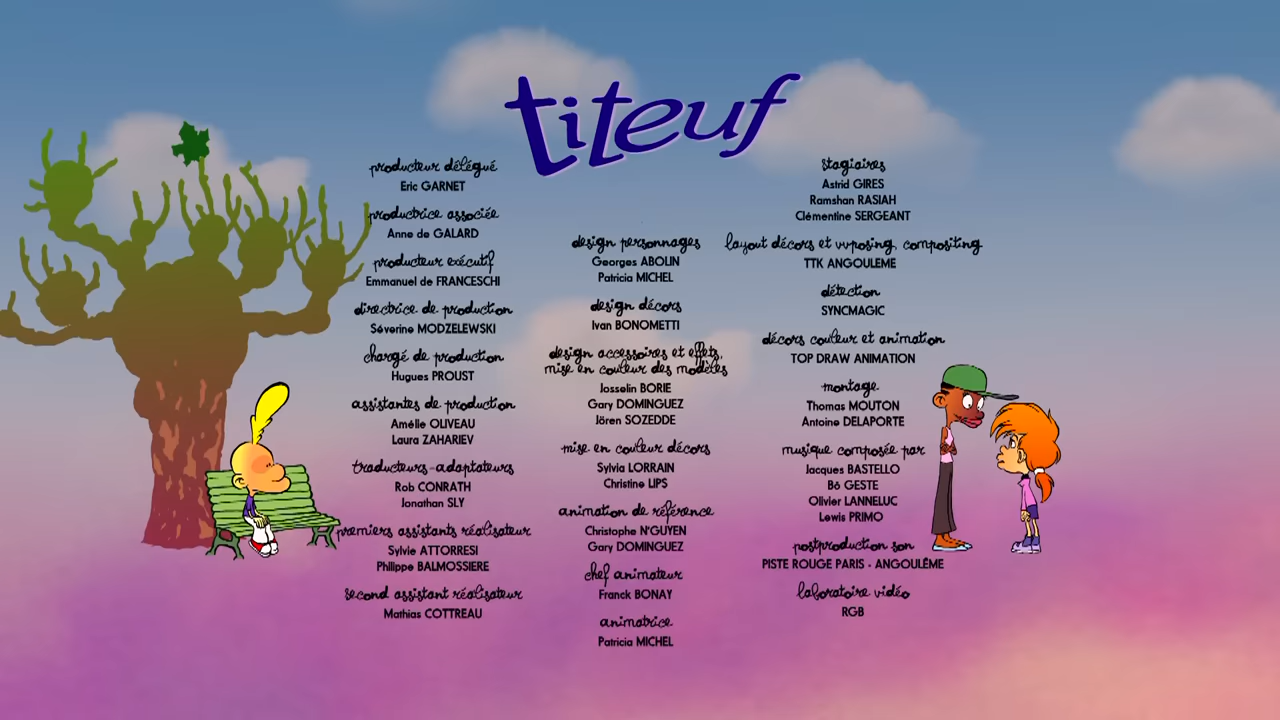 titeuf
producteur délégué
Eric GARNET
productrice associée
Anne de GALARD
producteur exécutif
Emmanuel de FRANCESCHI
directrice de production
Séverine MODZELEWSKI
chargé de production
Hugues PROUST
assistantes de production
Amélie OLIVEAU
Laura ZAHARIEV
traducteurs-adaptateurs
Rob CONRATH
Jonathan SLY
premiers assistants réalisateur
Sylvie ATTORRESI
Philippe BALMOSSIERE
second assistant réalisateur
Mathias COTTREAU
design personnages
Georges ABOLIN
Patricia MICHEL
design décors
Ivan BONOMETTI
design accessoires et effets,
mise en couleur des modèles
Josselin BORIE
Gary DOMINGUEZ
Jören SOZEDDE
mise en couleur décors
Sylvia LORRAIN
Christine LIPS
animation de référence
Christophe N'GUYEN
Gary DOMINGUEZ
chef animateur
Franck BONAY
animatrice
Patricia MICHEL
stagiaires
Astrid GIRES
Ramshan RASIAH
Clémentine SERGEANT
layout décors et xvposing, compositing
TTK ANGOULEME
détection
SYNCMAGIC
décors couleur et animation
TOP DRAW ANIMATION
montage
Thomas MOUTON
Antoine DELAPORTE
musique composée par
Jacques BASTELLO
Bô GESTE
Olivier LANNELUC
Lewis PRIMO
postproduction son
PISTE ROUGE PARIS - ANGOULÊME
laboratoire vidéo
RGB